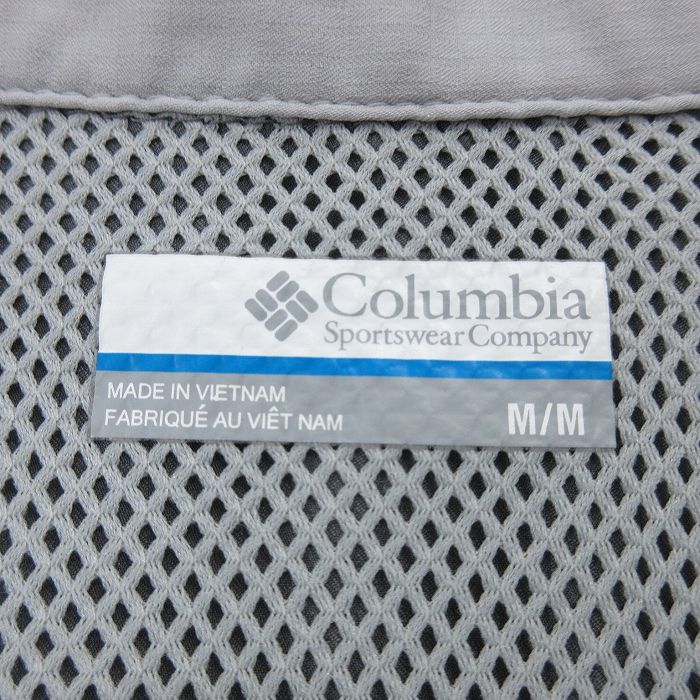 Columbia
Sportswear Company
MADE IN VIETNAM
FABRIQUÉ AU VIÊT NAM
M/M